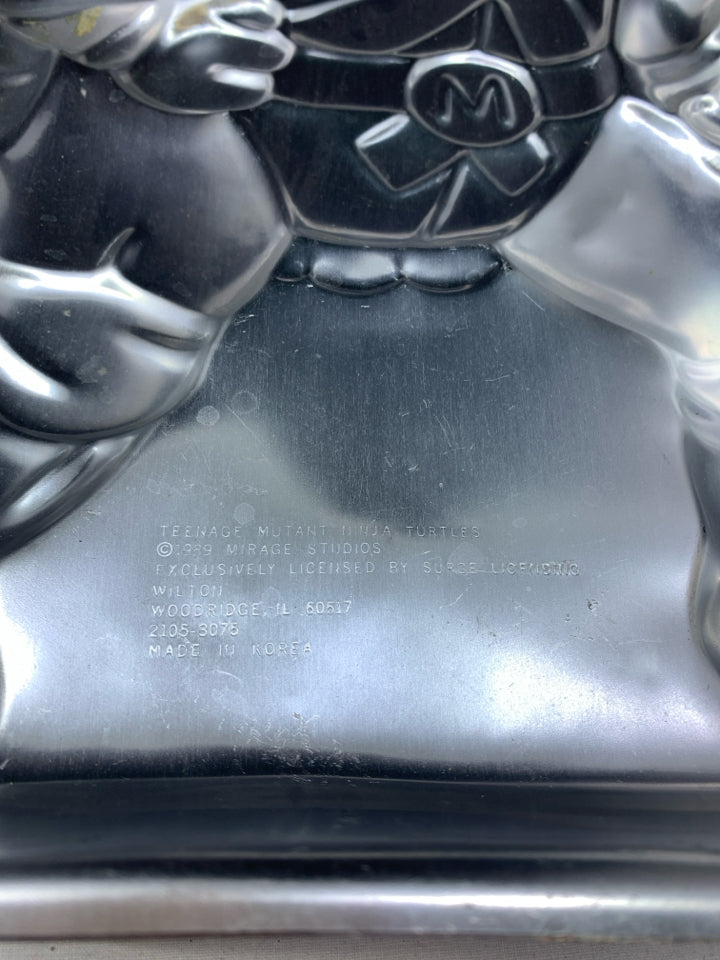 M
TEENAGE MUTANT NINJA TURTLES
©1989 MIRAGE STUDIOS
EXCLUSIVELY LICENSED BY SURGE LICENSING
WILTON
WOODRIDGE, IL 60517
2105-3075
MADE IN KOREA